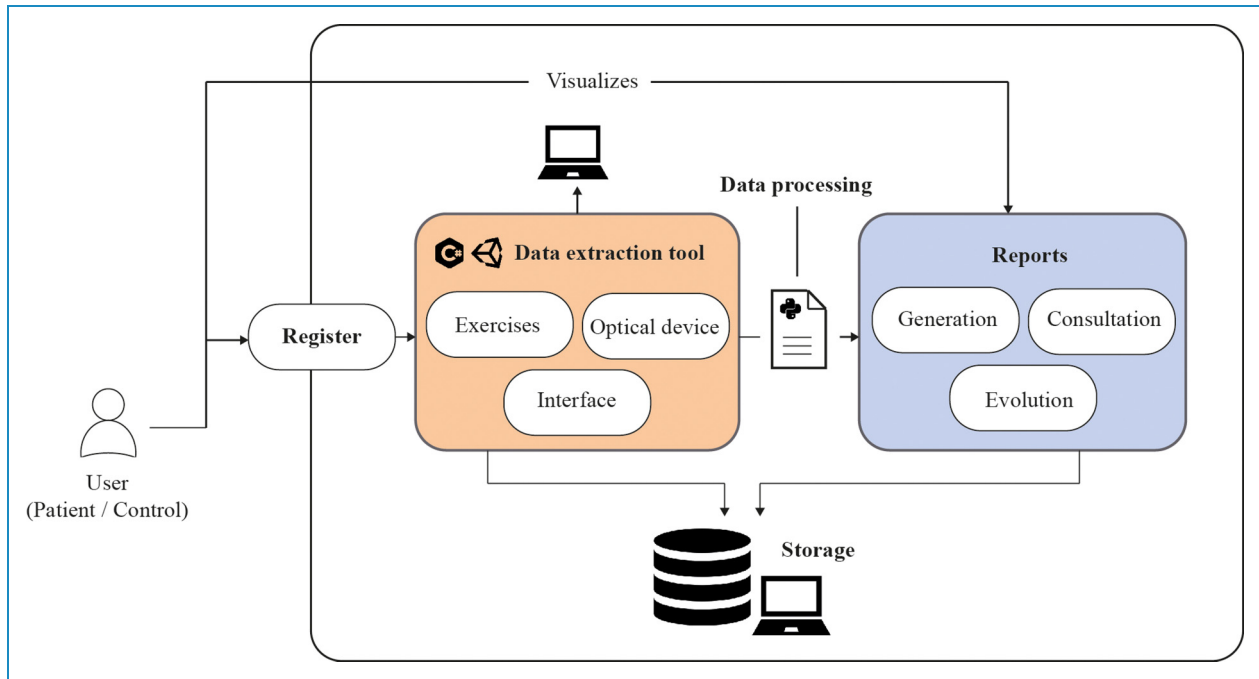 Visualizes
Data processing
C#
Data extraction tool
Reports
Exercises
Optical device
Generation
Consultation
Register
Interface
Evolution
User
(Patient / Control)
Storage